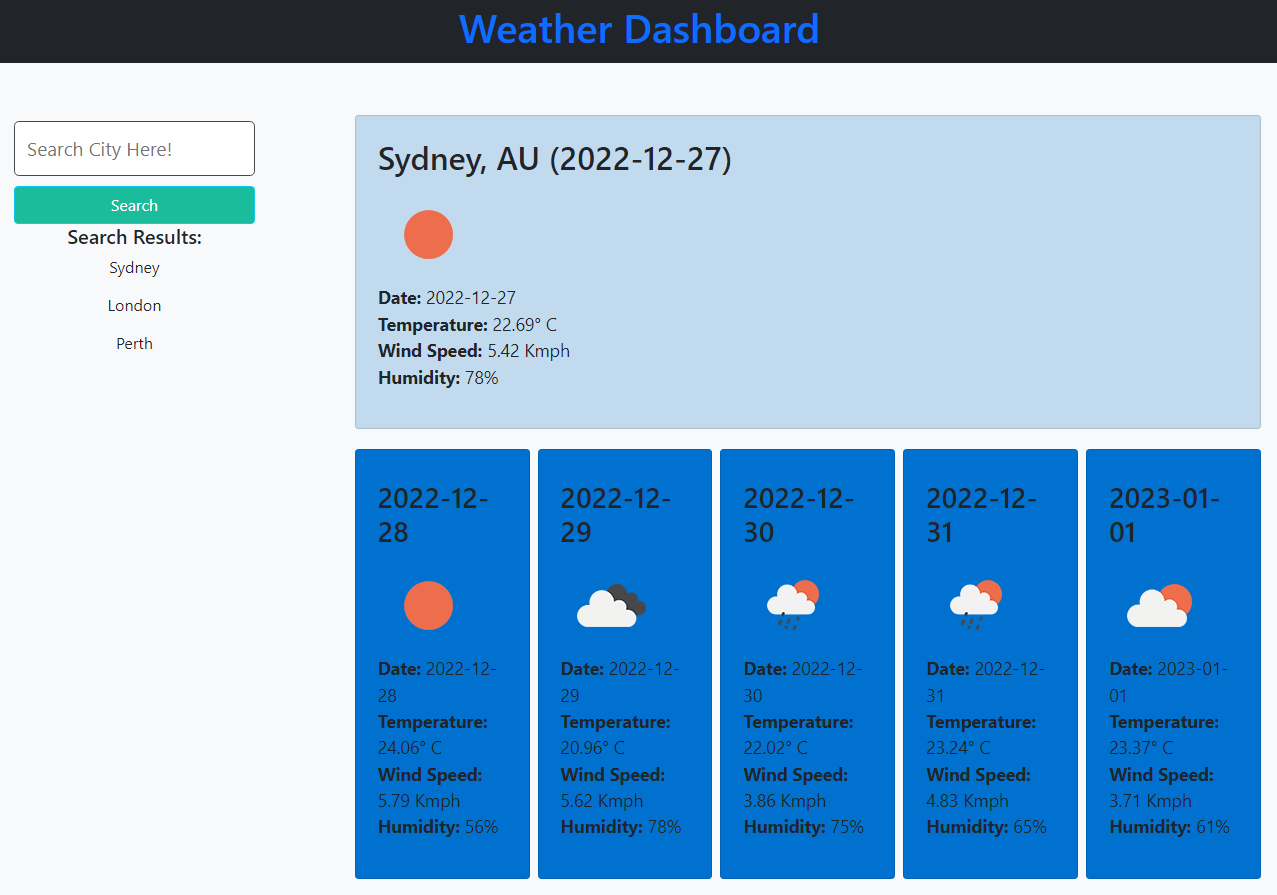 Weather Dashboard
Search City Here!
Search
Search Results:
Sydney
London
Perth
Sydney, AU (2022-12-27)
Date: 2022-12-27
Temperature: 22.69° C
Wind Speed: 5.42 Kmph
Humidity: 78%
2022-12-
28
Date: 2022-12-
28
Temperature:
24.06° C
Wind Speed:
5.79 Kmph
Humidity: 56%
2022-12-
29
Date: 2022-12-
29
Temperature:
20.96° C
Wind Speed:
5.62 Kmph
Humidity: 78%
2022-12-
30
Date: 2022-12-
30
Temperature:
22.02° C
Wind Speed:
3.86 Kmph
Humidity: 75%
2022-12-
31
Date: 2022-12-
31
Temperature:
23.24° C
Wind Speed:
4.83 Kmph
Humidity: 65%
2023-01-
01
Date: 2023-01-
01
Temperature:
23.37° C
Wind Speed:
3.71 Kmph
Humidity: 61%